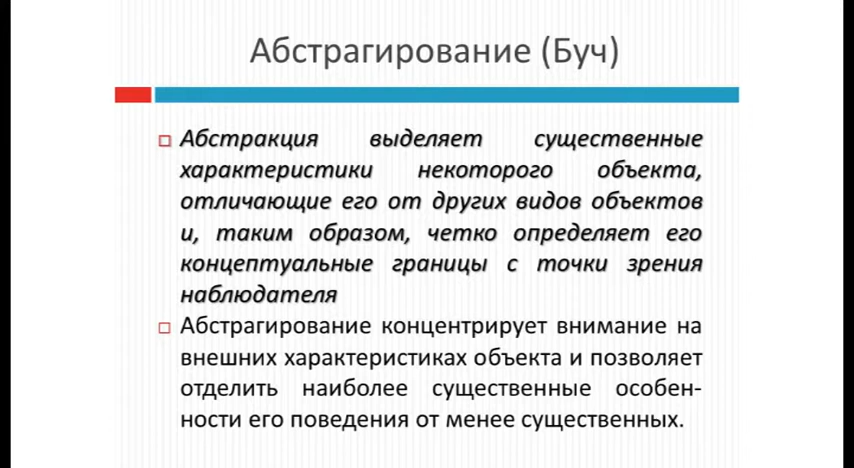 Абстрагирование (Буч)
Абстракция выделяет существенные
характеристики некоторого объекта,
отличающие его от других видов объектов
и, таким образом, четко определяет его
концептуальные границы с точки зрения
наблюдателя
Абстрагирование концентрирует внимание на
внешних характеристиках объекта и позволяет
отделить наиболее существенные особен-
ности его поведения от менее существенных.